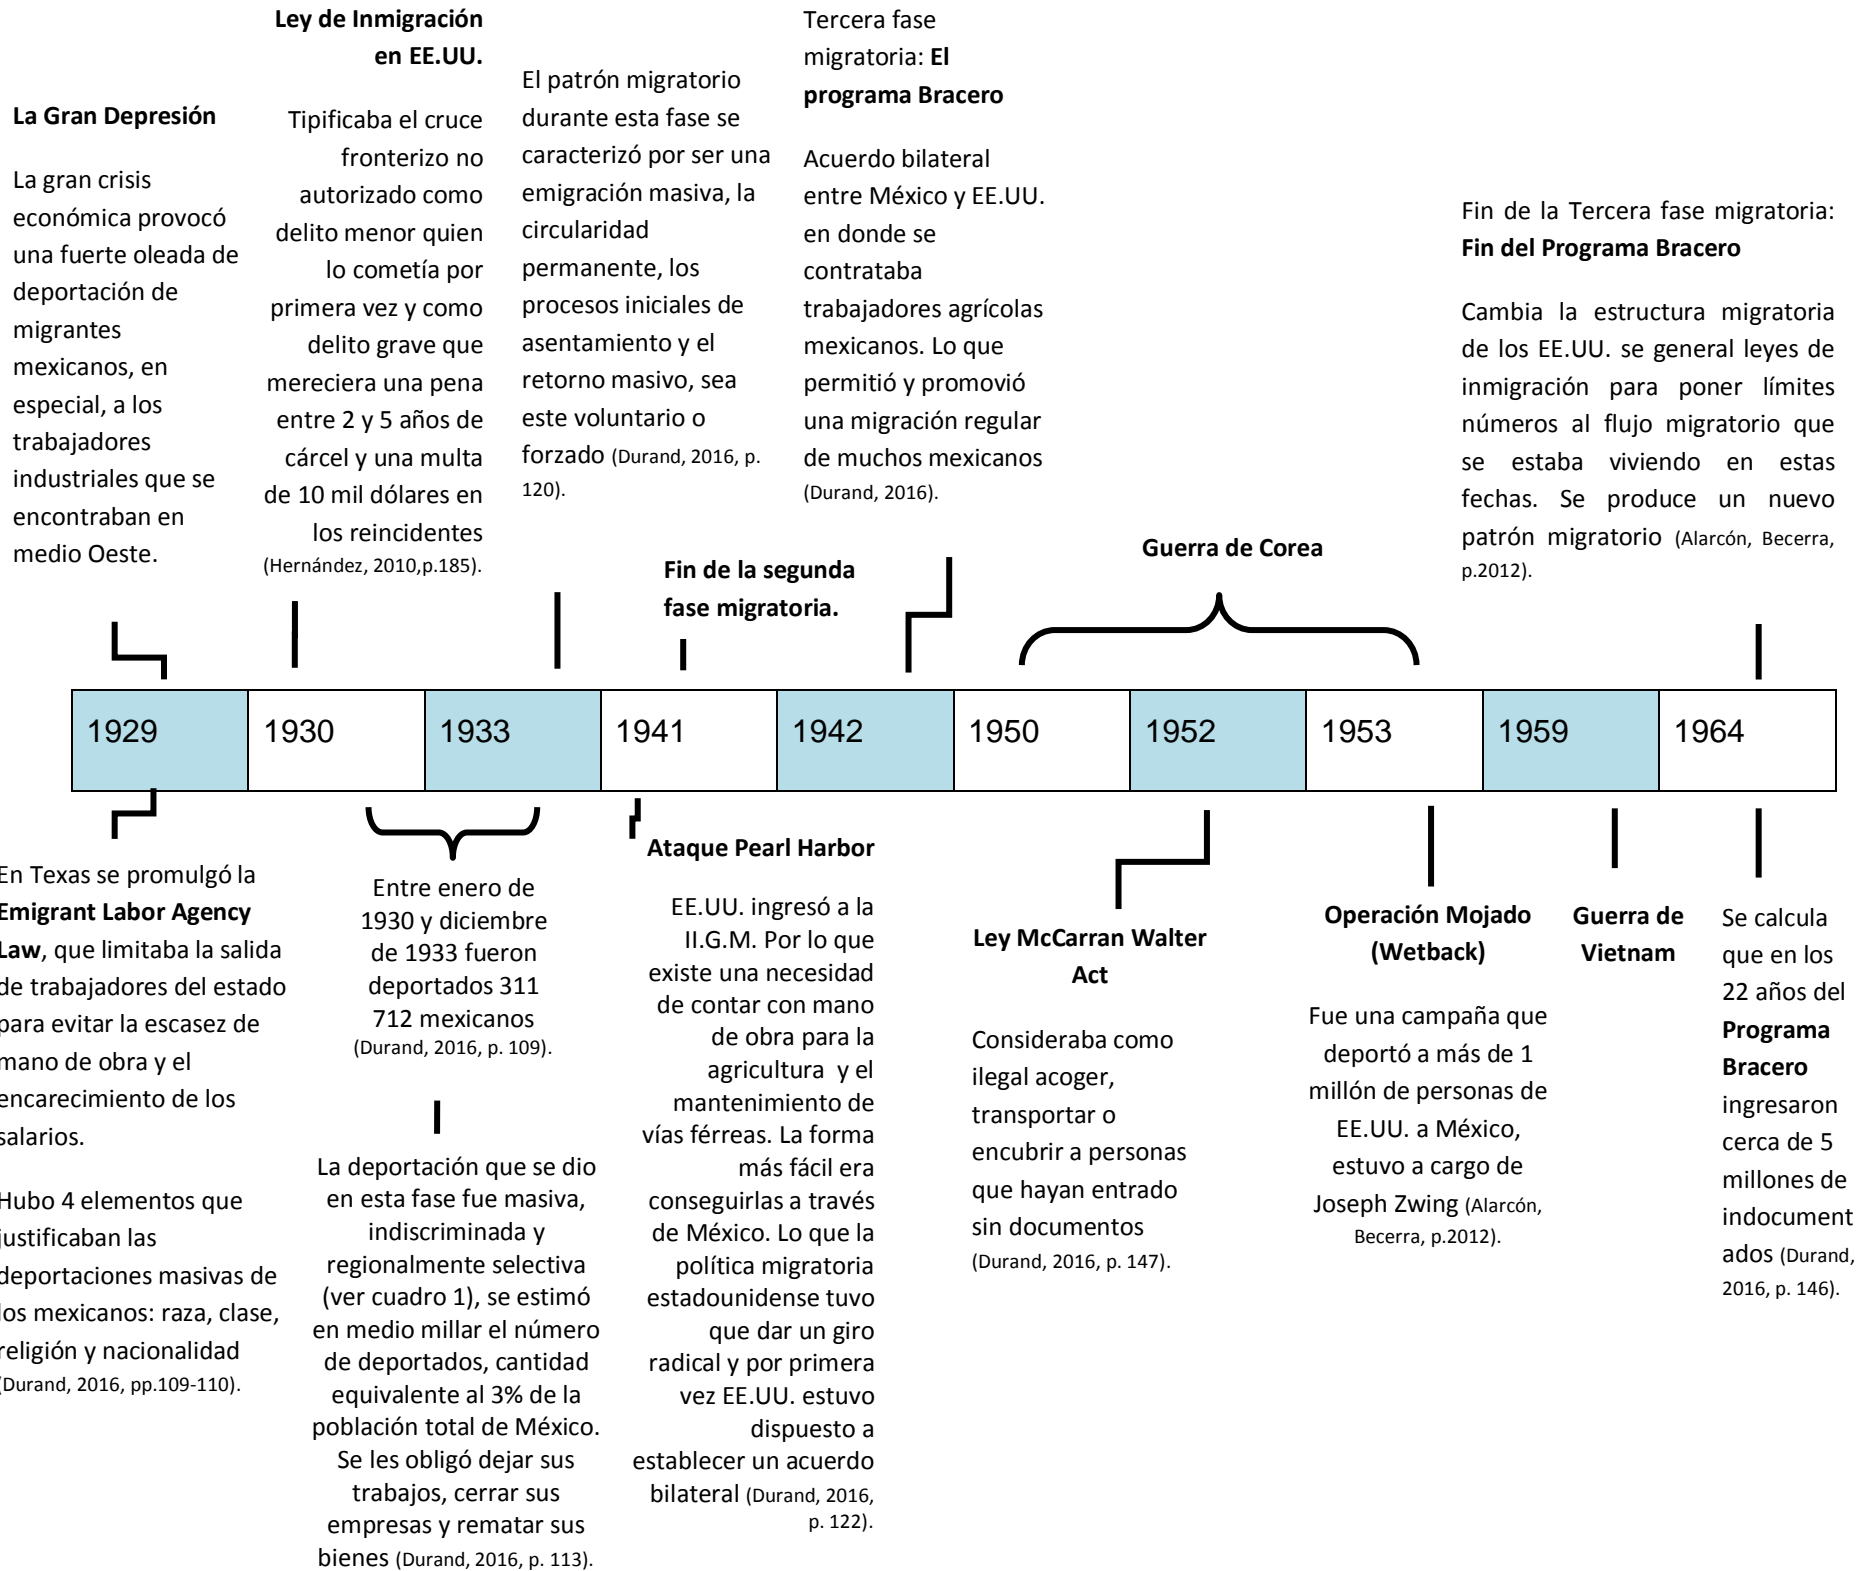 La Gran Depresión
La gran crisis
económica provocó
una fuerte oleada de
deportación de
migrantes
mexicanos, en
especial, a los
trabajadores
industriales que se
encontraban en
medio Oeste.
Ley de Inmigración
en EE.UU.
Tipificaba el cruce
fronterizo no
autorizado como
delito menor quien
lo cometía por
primera vez y como
delito grave que
mereciera una pena
entre 2 y 5 años de
cárcel y una multa
de 10 mil dólares en
los reincidentes
(Hernández, 2010,p.185).
El patrón migratorio
durante esta fase se
caracterizó por ser una
emigración masiva, la
circularidad
permanente, los
procesos iniciales de
asentamiento y el
retorno masivo, sea
este voluntario o
forzado (Durand, 2016, p.
120).
Fin de la segunda
fase migratoria.
Tercera fase
migratoria: El
programa Bracero
Acuerdo bilateral
entre México y EE.UU.
en donde se
contrataba
trabajadores agrícolas
mexicanos. Lo que
permitió y promovió
una migración regular
de muchos mexicanos
(Durand, 2016).
Guerra de Corea
Fin de la Tercera fase migratoria:
Fin del Programa Bracero
Cambia la estructura migratoria
de los EE.UU. se general leyes de
inmigración para poner límites
números al flujo migratorio que
se estaba viviendo en estas
fechas. Se produce un nuevo
patrón migratorio (Alarcón, Becerra,
p.2012).
1929 1930 1933 1941 1942 1950 1952 1953 1959 1964
En Texas se promulgó la
Emigrant Labor Agency
Law, que limitaba la salida
de trabajadores del estado
para evitar la escasez de
mano de obra y el
encarecimiento de los
salarios.
Hubo 4 elementos que
justificaban las
deportaciones masivas de
los mexicanos: raza, clase,
religión y nacionalidad
(Durand, 2016, pp.109-110).
Entre enero de
1930 y diciembre
de 1933 fueron
deportados 311
712 mexicanos
(Durand, 2016, p. 109).
La deportación que se dio
en esta fase fue masiva,
indiscriminada y
regionalmente selectiva
(ver cuadro 1), se estimó
en medio millar el número
de deportados, cantidad
equivalente al 3% de la
población total de México.
Se les obligó dejar sus
trabajos, cerrar sus
empresas y rematar sus
bienes (Durand, 2016, p. 113).
Ataque Pearl Harbor
EE.UU. ingresó a la
II.G.M. Por lo que
existe una necesidad
de contar con mano
de obra para la
agricultura y el
mantenimiento de
vías férreas. La forma
más fácil era
conseguirlas a través
de México. Lo que la
política migratoria
estadounidense tuvo
que dar un giro
radical y por primera
vez EE.UU. estuvo
dispuesto a
establecer un acuerdo
bilateral (Durand, 2016,
p. 122).
Ley McCarran Walter
Act
Consideraba como
ilegal acoger,
transportar o
encubrir a personas
que hayan entrado
sin documentos
(Durand, 2016, p. 147).
Operación Mojado
(Wetback)
Fue una campaña que
deportó a más de 1
millón de personas de
EE.UU. a México,
estuvo a cargo de
Joseph Zwing (Alarcón,
Becerra, p.2012).
Guerra de
Vietnam
Se calcula
que en los
22 años del
Programa
Bracero
ingresaron
cerca de 5
millones de
indocument
ados (Durand,
2016, p. 146).